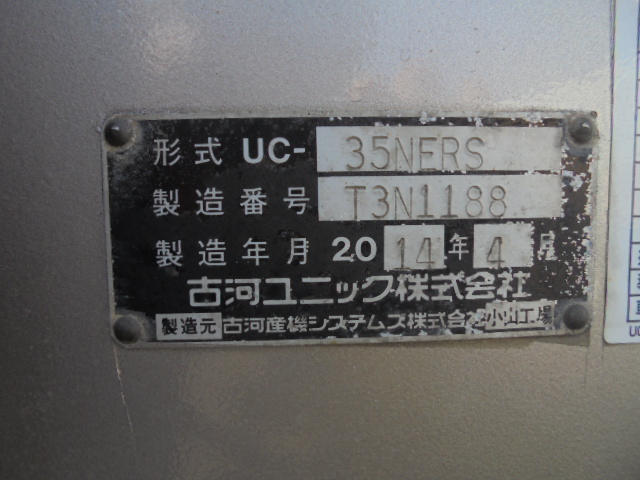 形式 UC- 35NERS
製造番号 T3N1188
製造年月 20 14 年 4 月
古河ユニック株式会社
製造元 古河産機システムズ株式会社小山工場